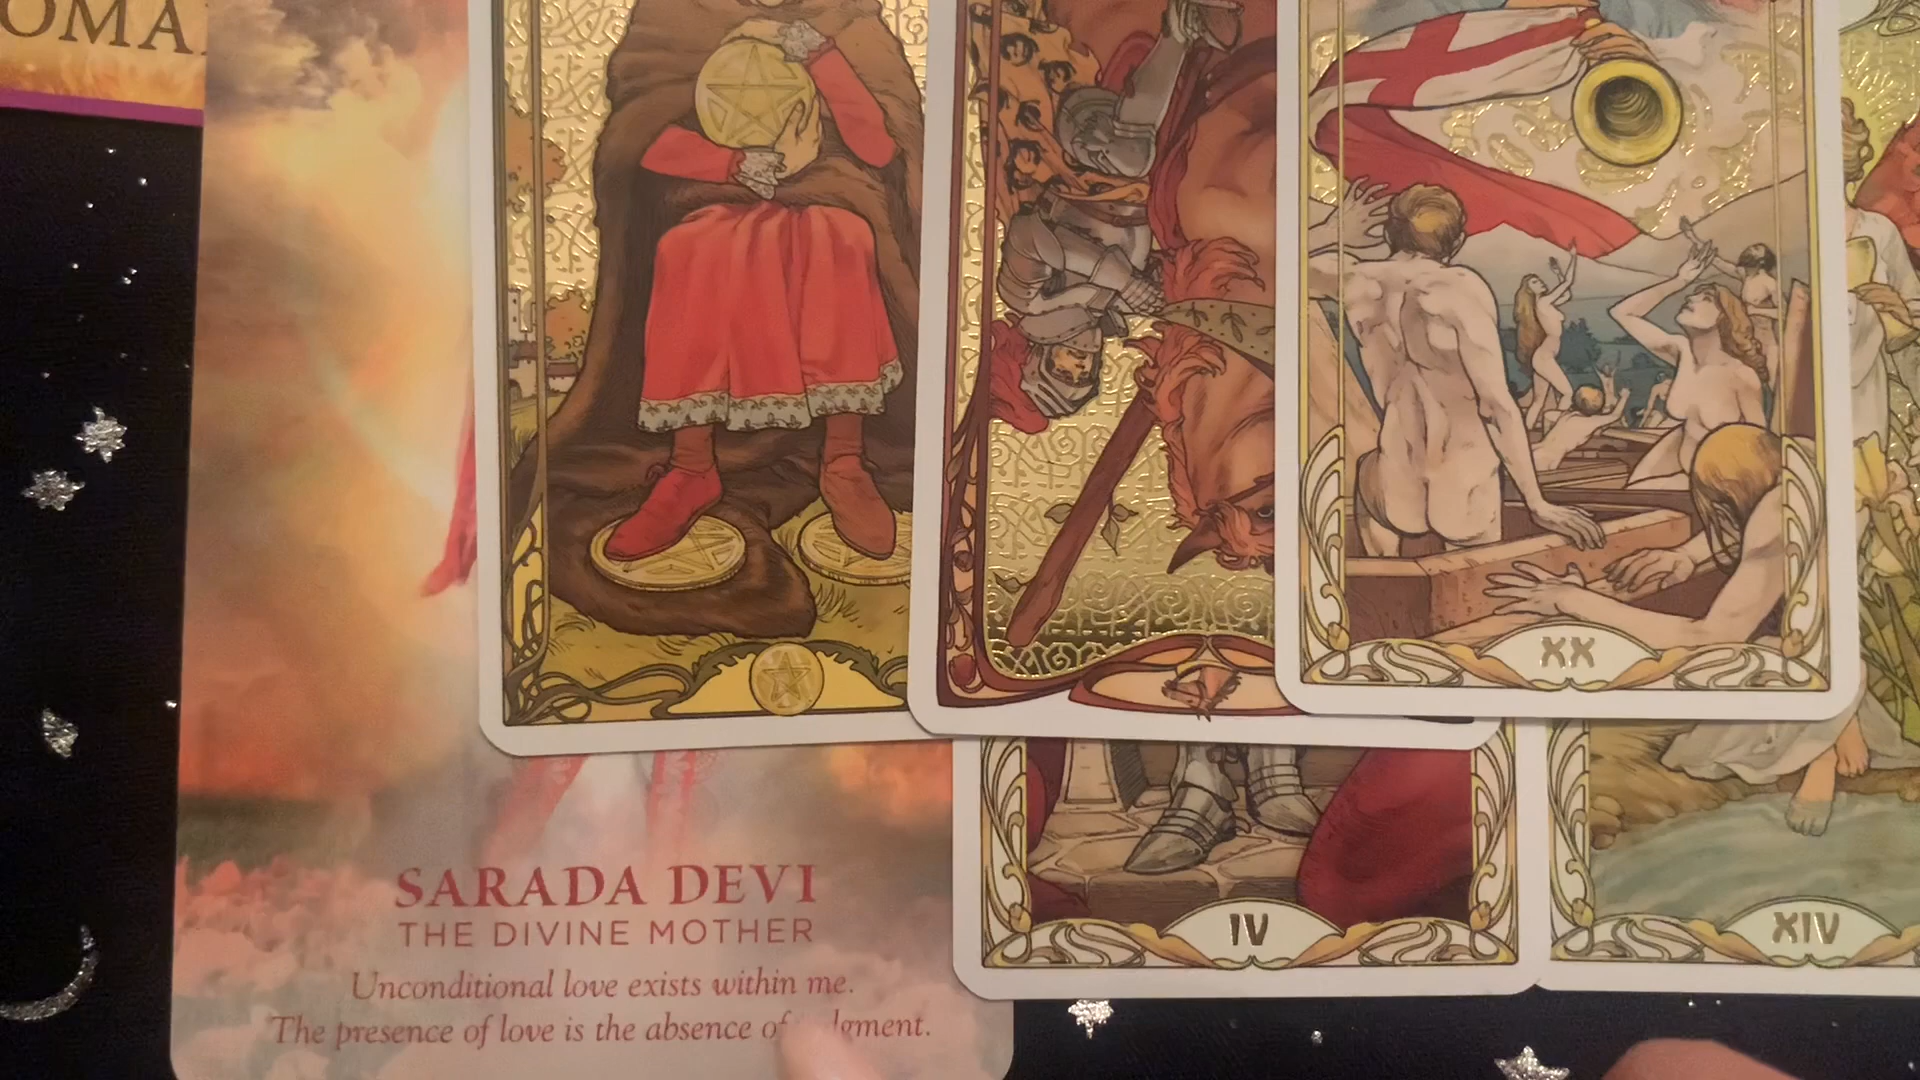 OMA
XX
IV
XIV
SARADA DEVI
THE DIVINE MOTHER
Unconditional love exists within me.
The presence of love is the absence of